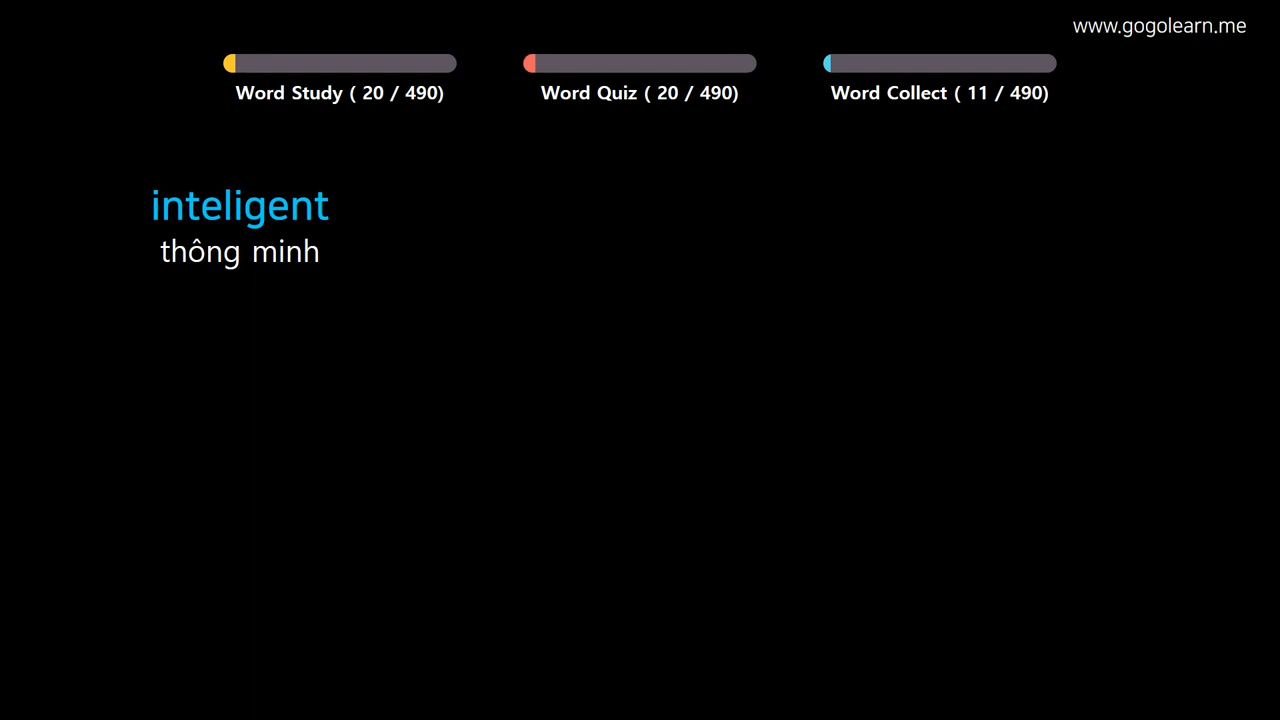 www.gogolearn.me
Word Study ( 20 / 490)
Word Quiz ( 20 / 490)
Word Collect ( 11 / 490)
inteligent
thông minh